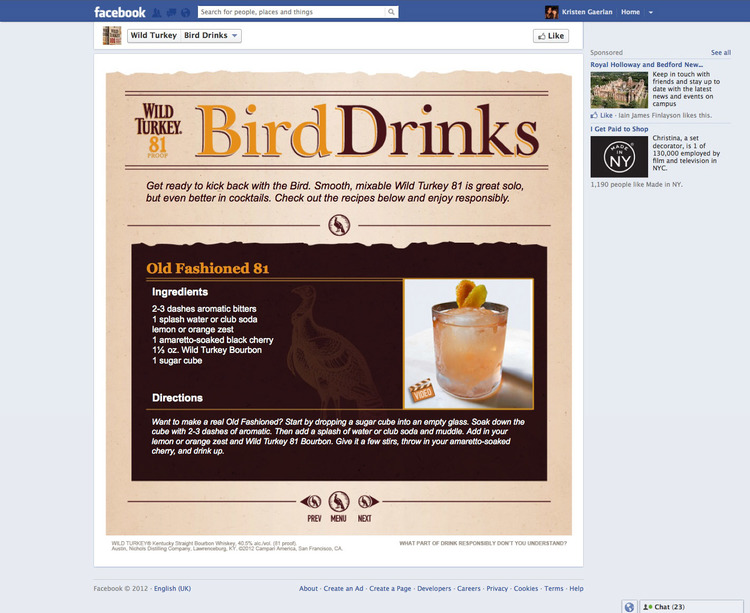 facebook
Search for people, places and things
Kristen Gaerlan Home
Wild Turkey Bird Drinks
Like
Sponsored See all
Royal Holloway and Bedford New...
Keep in touch with
friends and stay up to
date with the latest
news and events on
campus
Like · Iain James Finlayson likes this.
I Get Paid to Shop
MADE IN NY
Christina, a set
decorator, is 1 of
130,000 employed by
film and television in
NYC.
1,190 people like Made in NY.
WILD
TURKEY.
81
PROOF
Bird Drinks
Get ready to kick back with the Bird. Smooth, mixable Wild Turkey 81 is great solo,
but even better in cocktails. Check out the recipes below and enjoy responsibly.
Old Fashioned 81
Ingredients
2-3 dashes aromatic bitters
1 splash water or club soda
lemon or orange zest
1 amaretto-soaked black cherry
1½ oz. Wild Turkey Bourbon
1 sugar cube
VIDEO
Directions
Want to make a real Old Fashioned? Start by dropping a sugar cube into an empty glass. Soak down the
cube with 2-3 dashes of aromatic. Then add a splash of water or club soda and muddle. Add in your
lemon or orange zest and Wild Turkey 81 Bourbon. Give it a few stirs, throw in your amaretto-soaked
cherry, and drink up.
PREV MENU NEXT
WILD TURKEY® Kentucky Straight Bourbon Whiskey, 40.5% alc./vol. (81 proof).
Austin, Nichols Distilling Company, Lawrenceburg, KY. ©2012 Campari America, San Francisco, CA.
WHAT PART OF DRINK RESPONSIBLY DON'T YOU UNDERSTAND?
Facebook © 2012 · English (UK)
About · Create an Ad · Create a Page · Developers · Careers · Privacy · Cookies · Terms · Help
Chat (23)